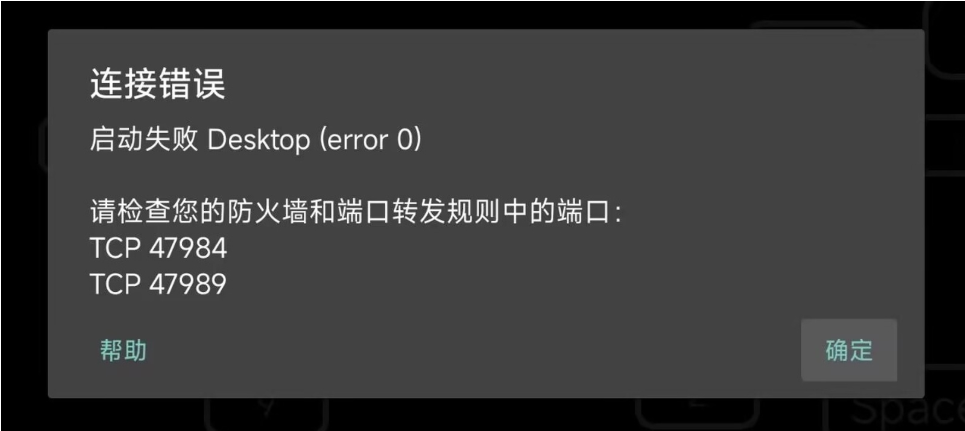 连接错误
启动失败 Desktop (error 0)
请检查您的防火墙和端口转发规则中的端口：
TCP 47984
TCP 47989
帮助
确定
9
Space